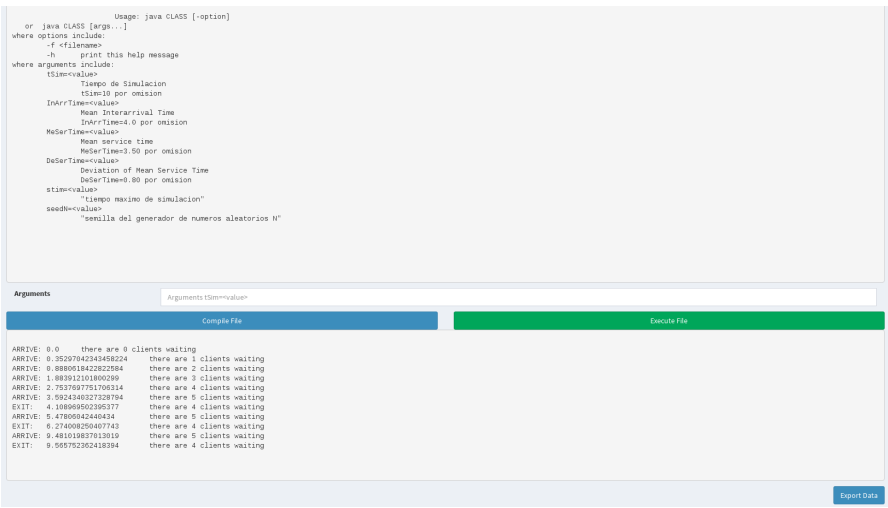 Usage: java CLASS [-option]
or java CLASS [args...]
where options include:
-f <filename>
-h print this help message
where arguments include:
tSim=<value>
Tiempo de Simulacion
tSim=10 por omision
InArrTime=<value>
Mean Interarrival Time
InArrTime=4.0 por omision
MeSerTime=<value>
Mean service time
MeSerTime=3.50 por omision
DeSerTime=<value>
Deviation of Mean Service Time
DeSerTime=0.80 por omision
stim=<value>
"tiempo maximo de simulacion"
seedN=<value>
"semilla del generador de numeros aleatorios N"
Arguments
Arguments tSim=<value>
Compile File
Execute File
ARRIVE: 0.0 there are 0 clients waiting
ARRIVE: 0.35297042343458224 there are 1 clients waiting
ARRIVE: 0.8880618422822584 there are 2 clients waiting
ARRIVE: 1.883912101800299 there are 3 clients waiting
ARRIVE: 2.7537697751706314 there are 4 clients waiting
ARRIVE: 3.5924340327328794 there are 5 clients waiting
EXIT: 4.108969502395377 there are 4 clients waiting
ARRIVE: 5.47806042440434 there are 5 clients waiting
EXIT: 6.274008250407743 there are 4 clients waiting
ARRIVE: 9.481019837013019 there are 5 clients waiting
EXIT: 9.565752362418394 there are 4 clients waiting
Export Data